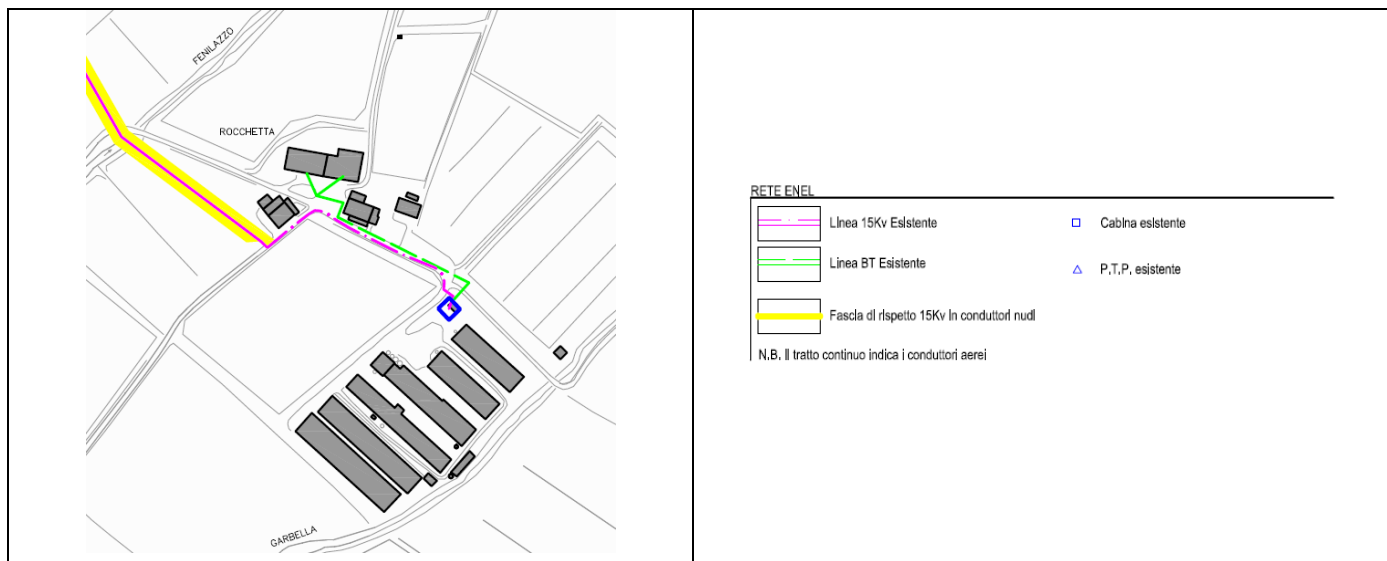 FENILAZZO
ROCCHETTA
GARBELLA
RETE ENEL
Linea 15Kv Esistente
Cabina esistente
Linea BT Esistente
P.T.P. esistente
Fascia di rispetto 15Kv in conduttori nudi
N.B. Il tratto continuo indica i conduttori aerei